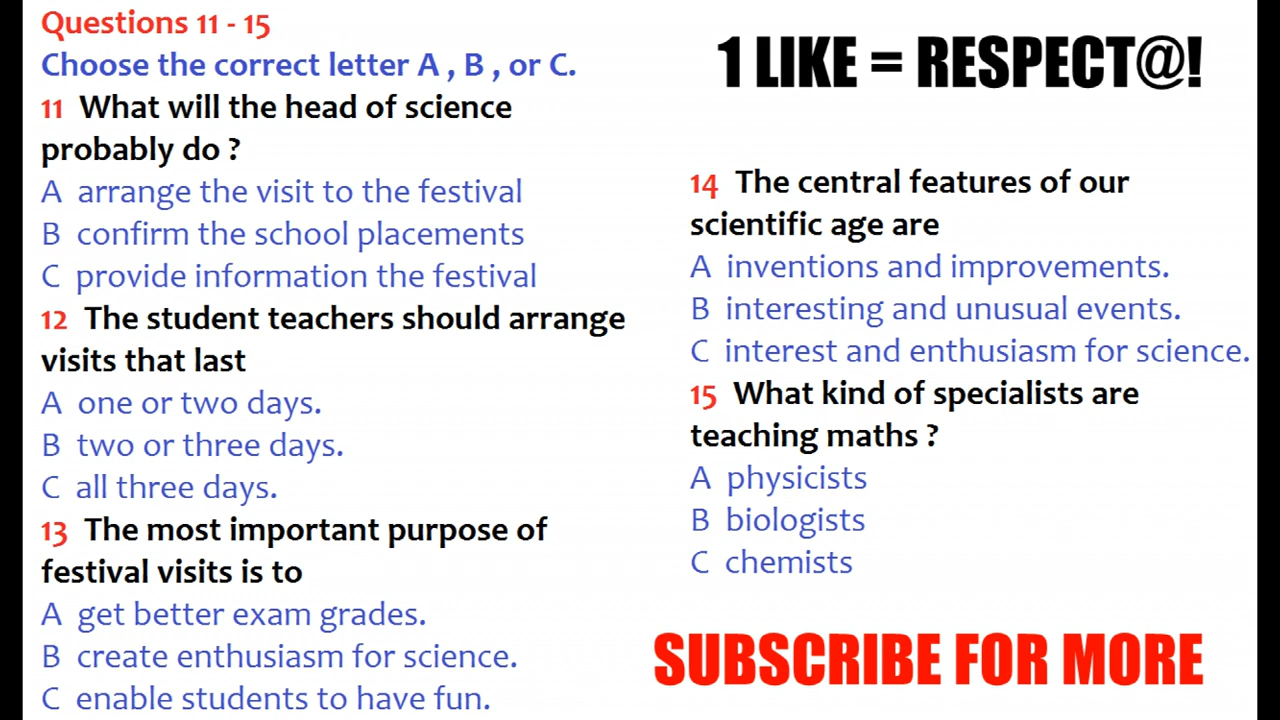 Questions 11 - 15
Choose the correct letter A , B , or C.
11 What will the head of science
probably do ?
A arrange the visit to the festival
B confirm the school placements
C provide information the festival
12 The student teachers should arrange
visits that last
A one or two days.
B two or three days.
C all three days.
13 The most important purpose of
festival visits is to
A get better exam grades.
B create enthusiasm for science.
C enable students to have fun.
1 LIKE = RESPECT@!
14 The central features of our
scientific age are
A inventions and improvements.
B interesting and unusual events.
C interest and enthusiasm for science.
15 What kind of specialists are
teaching maths ?
A physicists
B biologists
C chemists
SUBSCRIBE FOR MORE